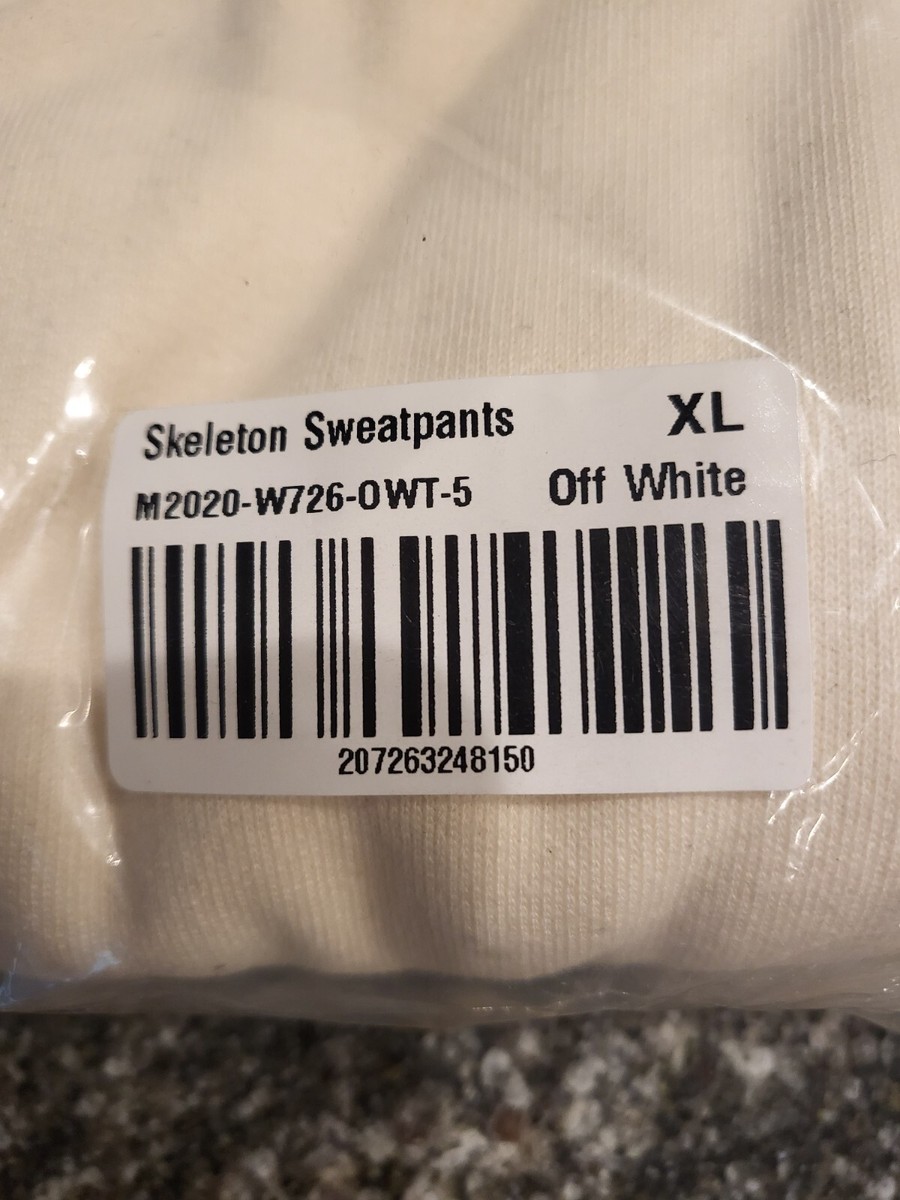 Skeleton Sweatpants XL
M2020-W726-OWT-5 Off White
207263248150